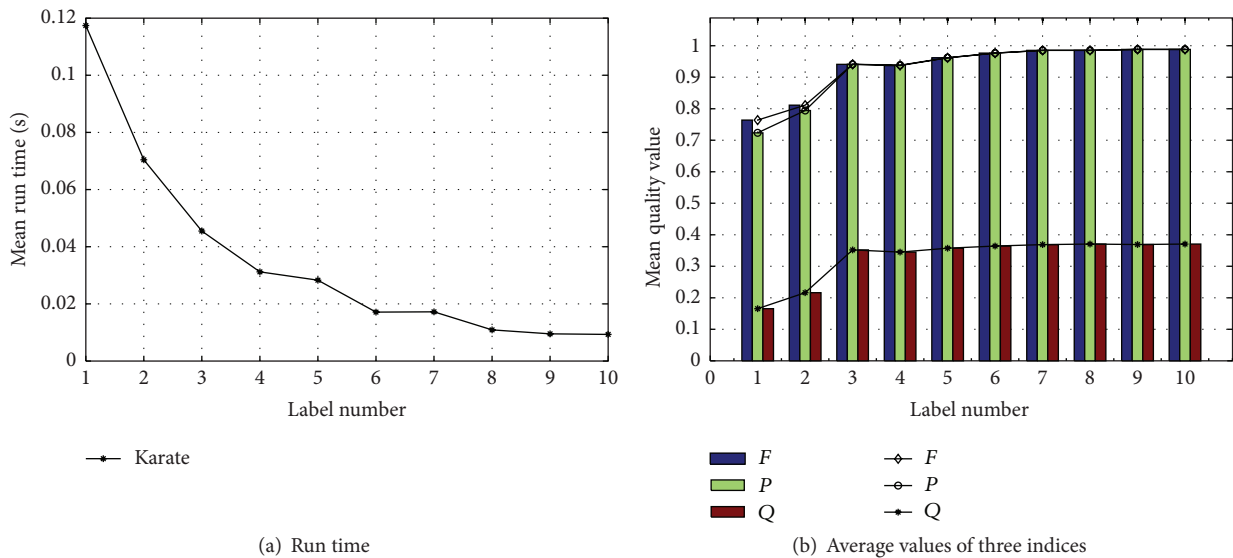 0.12
0.1
0.08
0.06
0.04
0.02
0
Mean run time (s)
1 2 3 4 5 6 7 8 9 10
Label number
Karate
(a) Run time
1
0.9
0.8
0.7
0.6
0.5
0.4
0.3
0.2
0.1
0
Mean quality value
0 1 2 3 4 5 6 7 8 9 10
Label number
F F
P P
Q Q
(b) Average values of three indices